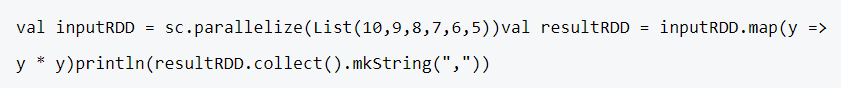 val inputRDD = sc.parallelize(List(10,9,8,7,6,5))val resultRDD = inputRDD.map(y =>
y * y)println(resultRDD.collect().mkString(","))